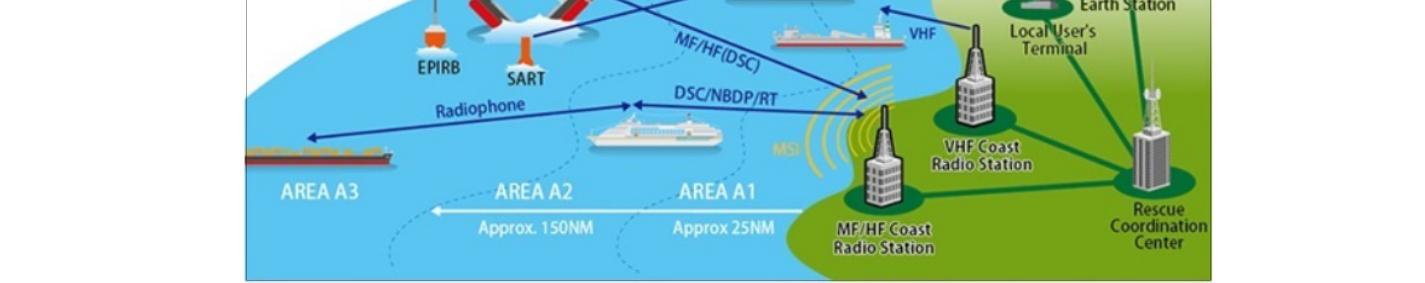 Earth Station
Local User's
Terminal
VHF
MF/HF(DSC)
EPIRB
SART
DSC/NBDP/RT
Radiophone
MSI
VHF Coast
Radio Station
AREA A3
AREA A2
AREA A1
Approx. 150NM
Approx 25NM
MF/HF Coast
Radio Station
Rescue
Coordination
Center